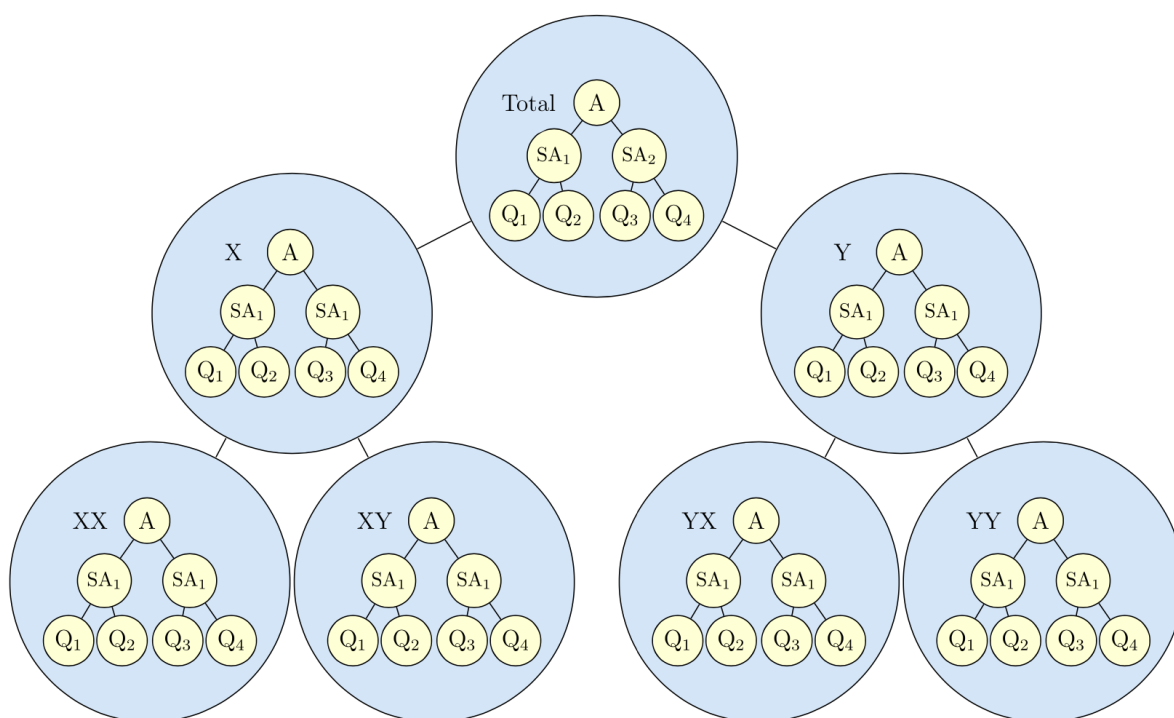 Total A
SA1 SA2
Q1 Q2 Q3 Q4
X A
SA1 SA1
Q1 Q2 Q3 Q4
Y A
SA1 SA1
Q1 Q2 Q3 Q4
XX A
SA1 SA1
Q1 Q2 Q3 Q4
XY A
SA1 SA1
Q1 Q2 Q3 Q4
YX A
SA1 SA1
Q1 Q2 Q3 Q4
YY A
SA1 SA1
Q1 Q2 Q3 Q4